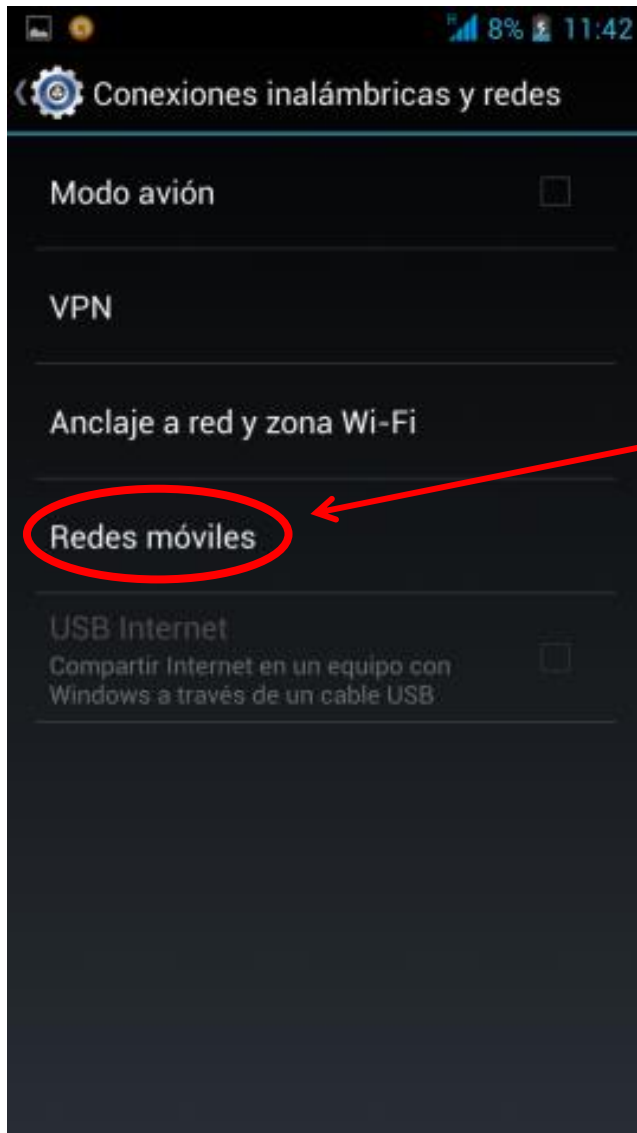 8% 11:42
Conexiones inalámbricas y redes
Modo avión
VPN
Anclaje a red y zona Wi-Fi
Redes móviles
USB Internet
Compartir Internet en un equipo con
Windows a través de un cable USB